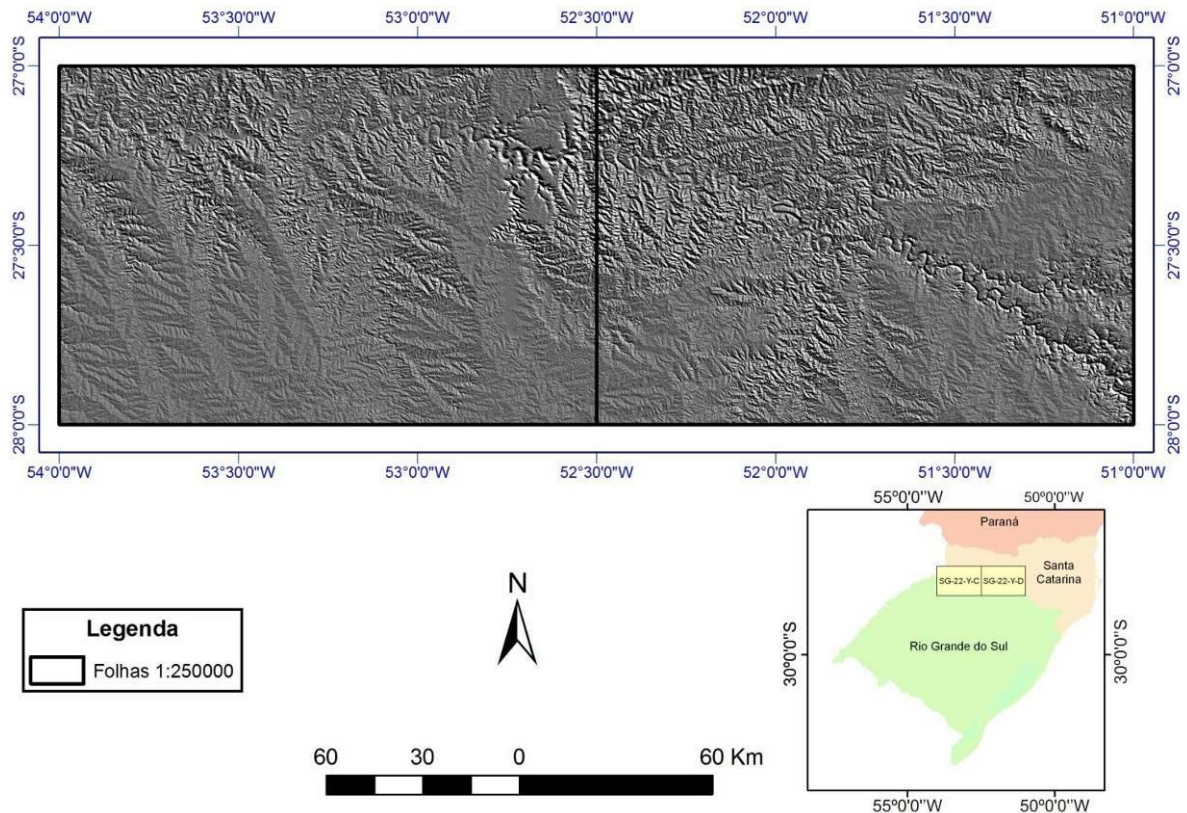 54°0'0"W 53°30'0"W 53°0'0"W 52°30'0"W 52°0'0"W 51°30'0"W 51°0'0"W
27°0'0"S 27°0'0"S
27°30'0"S 27°30'0"S
28°0'0"S 28°0'0"S
54°0'0"W 53°30'0"W 53°0'0"W 52°30'0"W 52°0'0"W 51°30'0"W 51°0'0"W
N
Legenda
Folhas 1:250000
60 30 0 60 Km
55°0'0"W 50°0'0"W
Paraná
Santa
Catarina
SG-22-Y-C SG-22-Y-D
Rio Grande do Sul
30°0'0"S 30°0'0"S
55°0'0"W 50°0'0"W